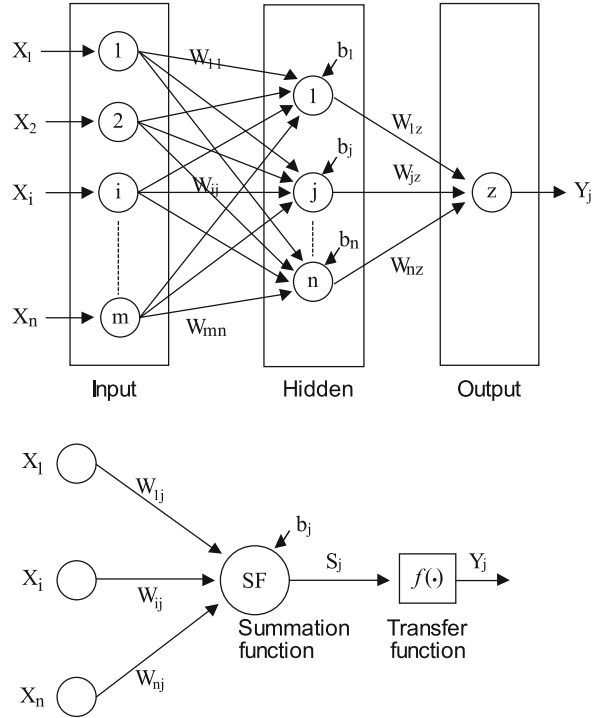 X1 1 W11 b1
1
X2 2 W1z
bj
Xi i Wij j Wjz z Yj
bn
n Wnz
Xn m Wmn
Input Hidden Output
X1
W1j
bj
Xi Wij SF Sj f(·) Yj
Summation function Transfer function
Wnj
Xn